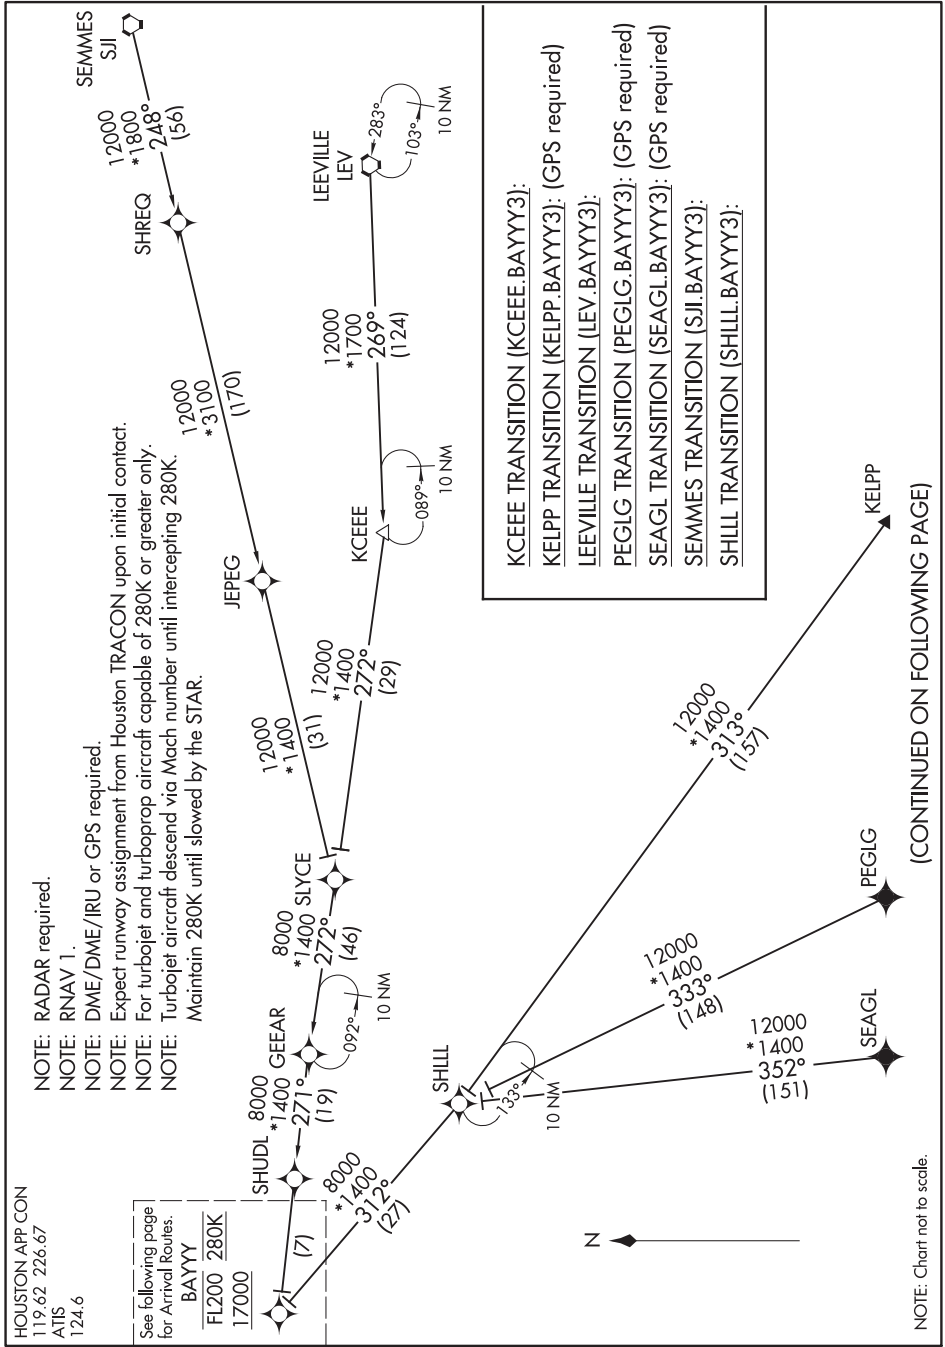 HOUSTON APP CON
119.62 226.67
ATIS
124.6
NOTE: RADAR required.
NOTE: RNAV 1.
NOTE: DME/DME/IRU or GPS required.
NOTE: Expect runway assignment from Houston TRACON upon initial contact.
NOTE: For turbojet and turboprop aircraft capable of 280K or greater only.
NOTE: Turbojet aircraft descend via Mach number until intercepting 280K.
Maintain 280K until slowed by the STAR.
SEMMES
SJI
12000
*1800
248°
(56)
SHREQ
12000
*3100
(170)
JEPEG
12000
*1400
(31)
LEEVILLE
LEV
283°
103°
10 NM
12000
*1700
269°
(124)
KCEEE
089°
10 NM
12000
*1400
272°
(29)
SLYCE
8000
*1400
272°
(46)
GEEAR
092°
10 NM
8000
*1400
271°
(19)
SHUDL
(7)
See following page
for Arrival Routes.
BAYYY
FL200 280K
17000
8000
*1400
312°
(27)
SHLLL
133°
10 NM
12000
*1400
313°
(157)
KELPP
12000
*1400
333°
(148)
PEGLG
12000
*1400
352°
(151)
SEAGL
KCEEE TRANSITION (KCEEE.BAYYY3):
KELPP TRANSITION (KELPP.BAYYY3): (GPS required)
LEEVILLE TRANSITION (LEV.BAYYY3):
PEGLG TRANSITION (PEGLG.BAYYY3): (GPS required)
SEAGL TRANSITION (SEAGL.BAYYY3): (GPS required)
SEMMES TRANSITION (SJI.BAYYY3):
SHLLL TRANSITION (SHLLL.BAYYY3):
N
NOTE: Chart not to scale.
(CONTINUED ON FOLLOWING PAGE)